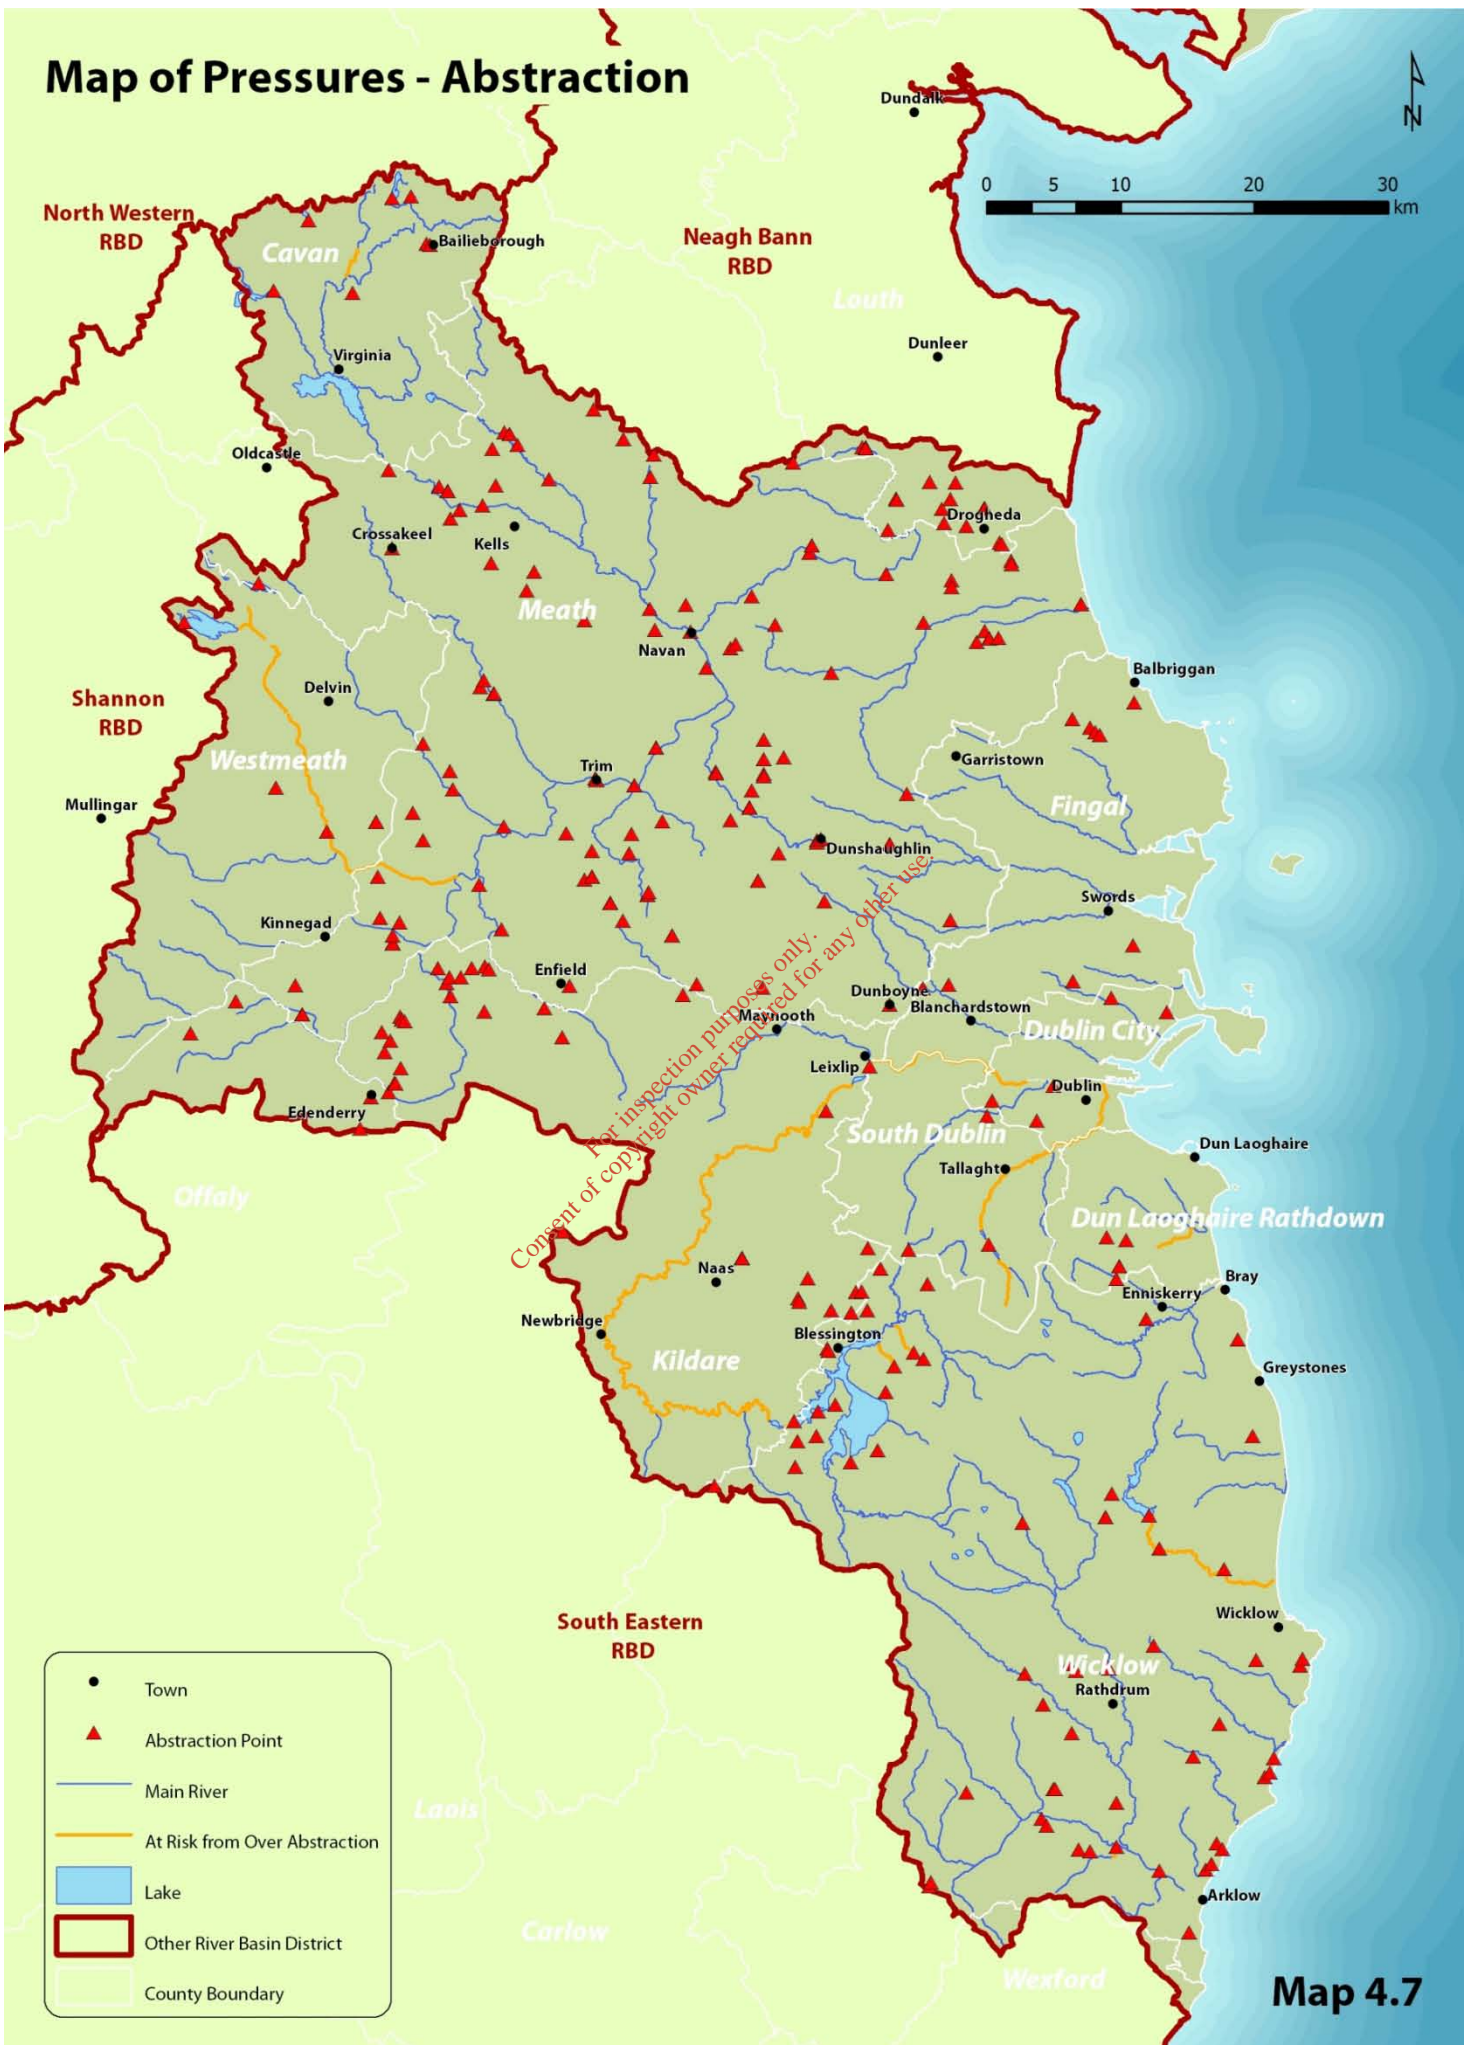 Map of Pressures - Abstraction
N
0 5 10 20 30
km
Dundalk
North Western
RBD
Cavan
Bailieborough
Neagh Bann
RBD
Louth
Dunleer
Virginia
Oldcastle
Crossakeel
Kells
Drogheda
Meath
Navan
Shannon
RBD
Delvin
Balbriggan
Westmeath
Trim
Garristown
Mullingar
Fingal
Dunshaughlin
Swords
Kinnegad
Enfield
Dunboyne
Blanchardstown
Maynooth
Dublin City
Leixlip
Dublin
Edenderry
South Dublin
Dun Laoghaire
Tallaght
Offaly
Dun Laoghaire Rathdown
Naas
Bray
Enniskerry
Newbridge
Blessington
Kildare
Greystones
South Eastern
RBD
Wicklow
Wicklow
Rathdrum
Laois
Arklow
Carlow
Wexford
For inspection purposes only.
Consent of copyright owner required for any other use.
Town
Abstraction Point
Main River
At Risk from Over Abstraction
Lake
Other River Basin District
County Boundary
Map 4.7